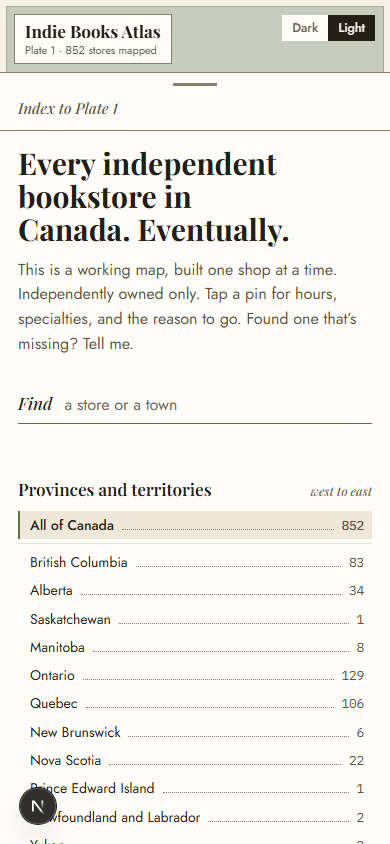 Indie Books Atlas
Plate 1 · 852 stores mapped
Dark Light
Index to Plate 1
Every independent
bookstore in
Canada. Eventually.
This is a working map, built one shop at a time.
Independently owned only. Tap a pin for hours,
specialties, and the reason to go. Found one that's
missing? Tell me.
Find a store or a town
Provinces and territories west to east
All of Canada 852
British Columbia 83
Alberta 34
Saskatchewan 1
Manitoba 8
Ontario 129
Quebec 106
New Brunswick 6
Nova Scotia 22
Prince Edward Island 1
N
wfoundland and Labrador 2